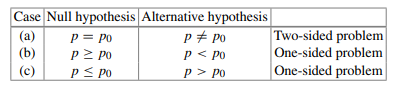 Case Null hypothesis Alternative hypothesis
(a) p = p₀ p ≠ p₀ Two-sided problem
(b) p ≥ p₀ p < p₀ One-sided problem
(c) p ≤ p₀ p > p₀ One-sided problem